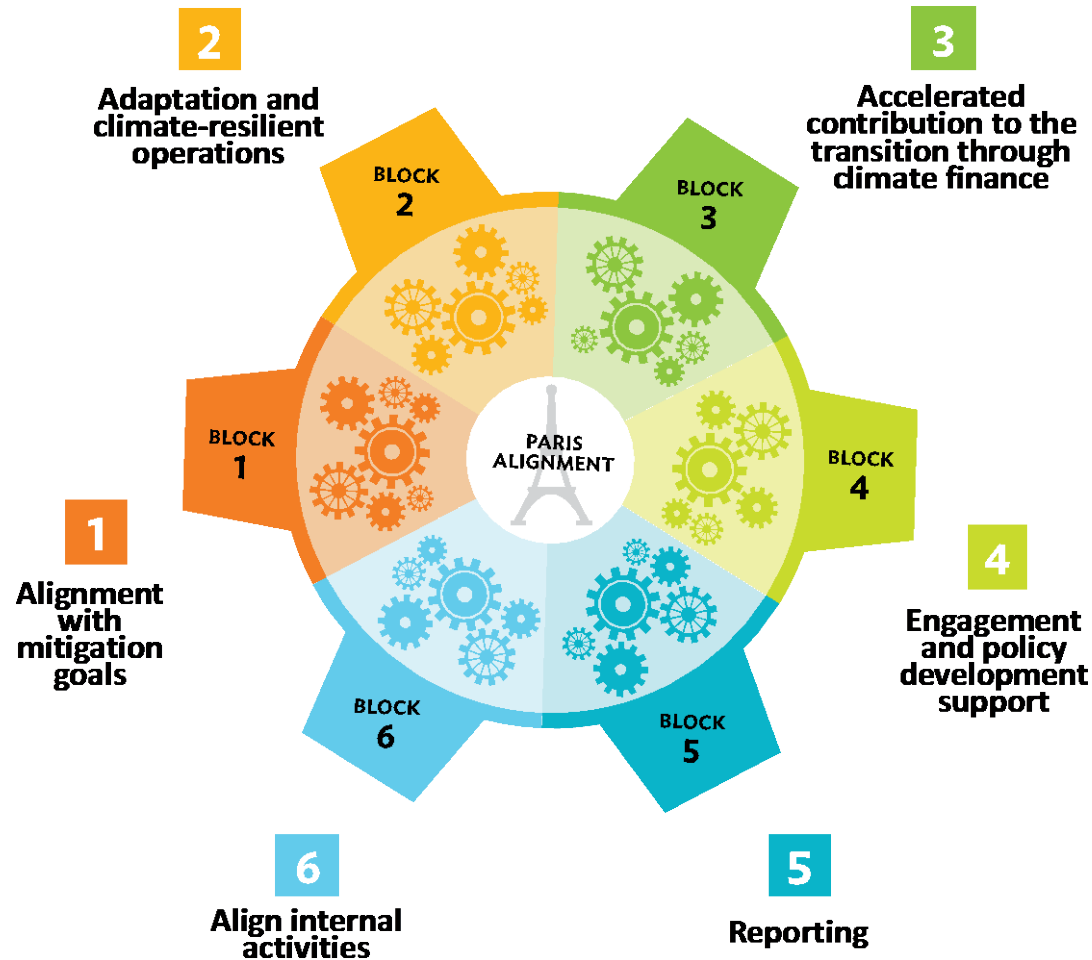 2
Adaptation and
climate-resilient
operations
3
Accelerated
contribution to the
transition through
climate finance
BLOCK
2
BLOCK
3
BLOCK
1
PARIS
ALIGNMENT
BLOCK
4
1
Alignment
with
mitigation
goals
4
Engagement
and policy
development
support
BLOCK
6
BLOCK
5
6
Align internal
activities
5
Reporting